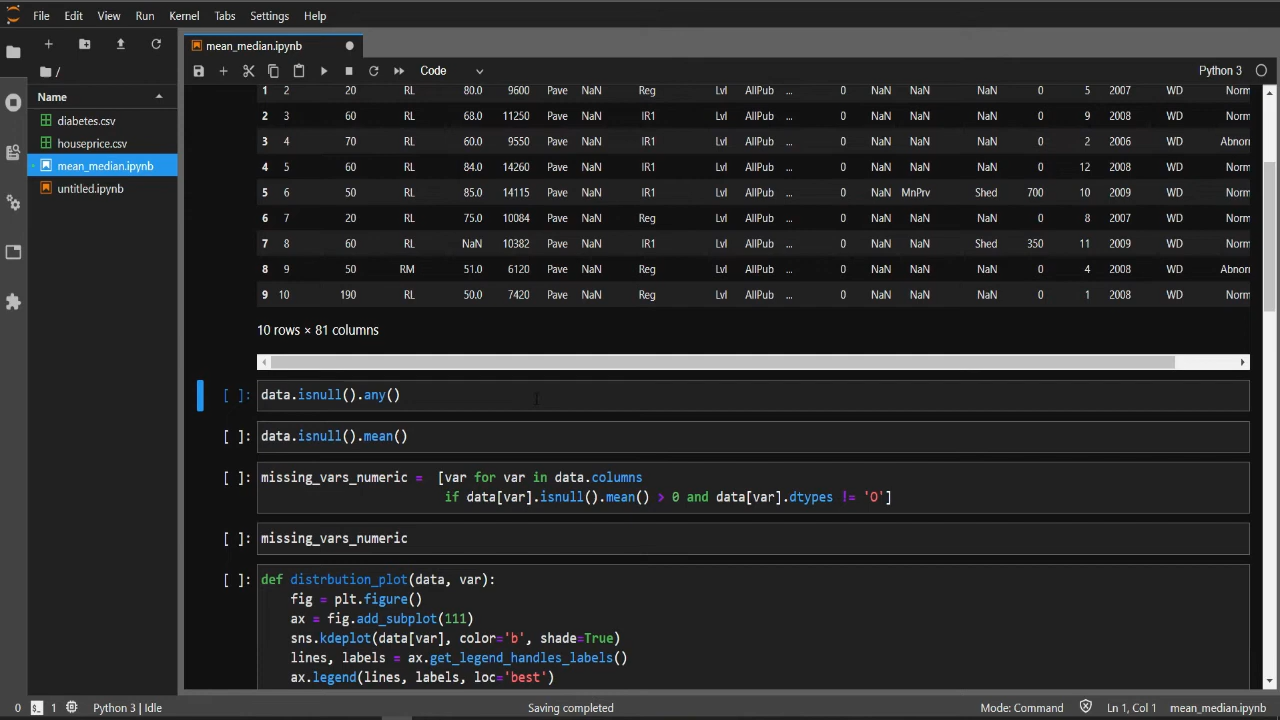 File Edit View Run Kernel Tabs Settings Help
mean_median.ipynb
Code
Python 3
/
Name
diabetes.csv
houseprice.csv
mean_median.ipynb
untitled.ipynb
1 2 20 RL 80.0 9600 Pave NaN Reg Lvl AllPub ... 0 NaN NaN NaN 0 5 2007 WD Norm
2 3 60 RL 68.0 11250 Pave NaN IR1 Lvl AllPub ... 0 NaN NaN NaN 0 9 2008 WD Norm
3 4 70 RL 60.0 9550 Pave NaN IR1 Lvl AllPub ... 0 NaN NaN NaN 0 2 2006 WD Abnor
4 5 60 RL 84.0 14260 Pave NaN IR1 Lvl AllPub ... 0 NaN NaN NaN 0 12 2008 WD Norm
5 6 50 RL 85.0 14115 Pave NaN IR1 Lvl AllPub ... 0 NaN MnPrv Shed 700 10 2009 WD Norm
6 7 20 RL 75.0 10084 Pave NaN Reg Lvl AllPub ... 0 NaN NaN NaN 0 8 2007 WD Norm
7 8 60 RL NaN 10382 Pave NaN IR1 Lvl AllPub ... 0 NaN NaN Shed 350 11 2009 WD Norm
8 9 50 RM 51.0 6120 Pave NaN Reg Lvl AllPub ... 0 NaN NaN NaN 0 4 2008 WD Abnor
9 10 190 RL 50.0 7420 Pave NaN Reg Lvl AllPub ... 0 NaN NaN NaN 0 1 2008 WD Norm
10 rows × 81 columns
[ ]: data.isnull().any()
[ ]: data.isnull().mean()
[ ]: missing_vars_numeric = [var for var in data.columns
if data[var].isnull().mean() > 0 and data[var].dtypes != 'O']
[ ]: missing_vars_numeric
[ ]: def distrbution_plot(data, var):
fig = plt.figure()
ax = fig.add_subplot(111)
sns.kdeplot(data[var], color='b', shade=True)
lines, labels = ax.get_legend_handles_labels()
ax.legend(lines, labels, loc='best')
0 1 Python 3 | Idle Saving completed Mode: Command Ln 1, Col 1 mean_median.ipynb